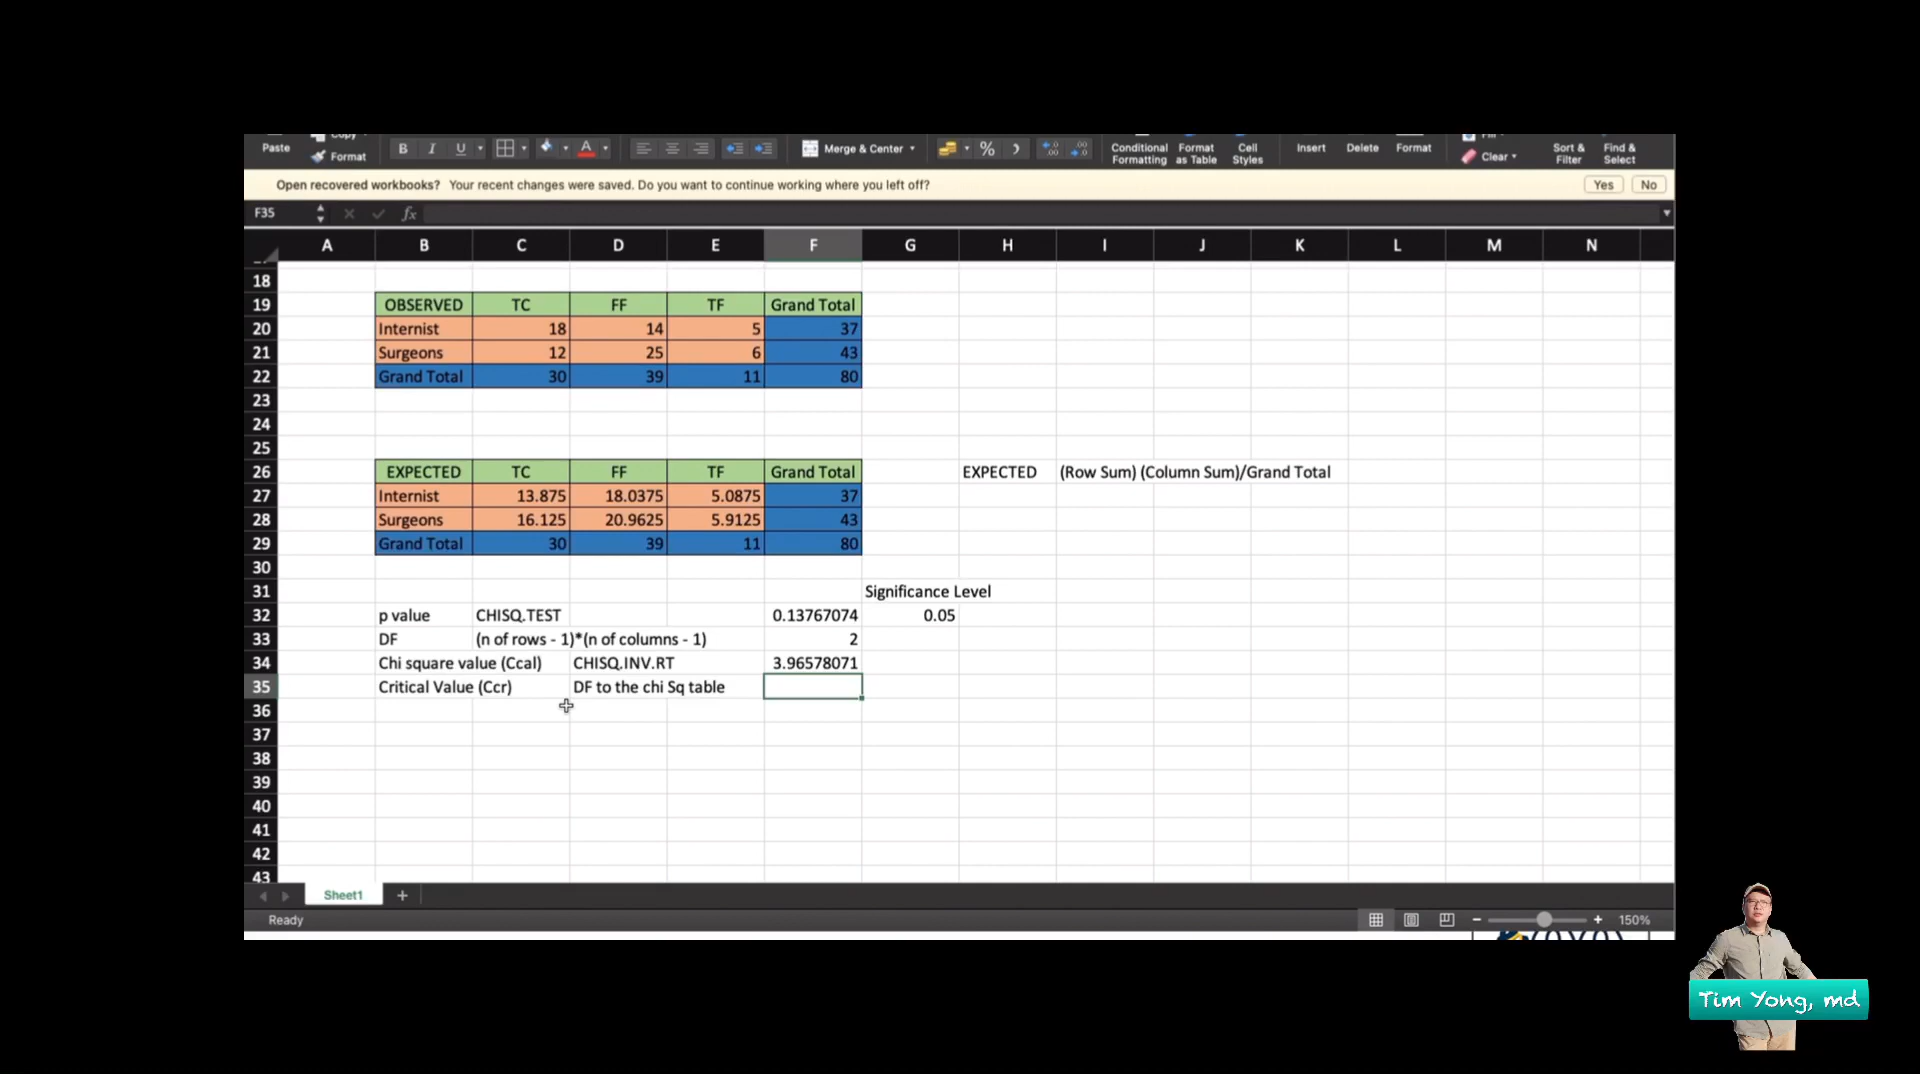 Copy
Paste
Format
B I U
A
Merge & Center
%
Conditional Formatting
Format as Table
Cell Styles
Insert
Delete
Format
Fill
Clear
Sort & Filter
Find & Select
Open recovered workbooks? Your recent changes were saved. Do you want to continue working where you left off?
Yes No
F35 fx
A B C D E F G H I J K L M N
18
19 OBSERVED TC FF TF Grand Total
20 Internist 18 14 5 37
21 Surgeons 12 25 6 43
22 Grand Total 30 39 11 80
23
24
25
26 EXPECTED TC FF TF Grand Total EXPECTED (Row Sum) (Column Sum)/Grand Total
27 Internist 13.875 18.0375 5.0875 37
28 Surgeons 16.125 20.9625 5.9125 43
29 Grand Total 30 39 11 80
30
31 Significance Level
32 p value CHISQ.TEST 0.13767074 0.05
33 DF (n of rows - 1)*(n of columns - 1) 2
34 Chi square value (Ccal) CHISQ.INV.RT 3.96578071
35 Critical Value (Ccr) DF to the chi Sq table
36
37
38
39
40
41
42
43
Sheet1 +
Ready
150%
Tim Yong, md